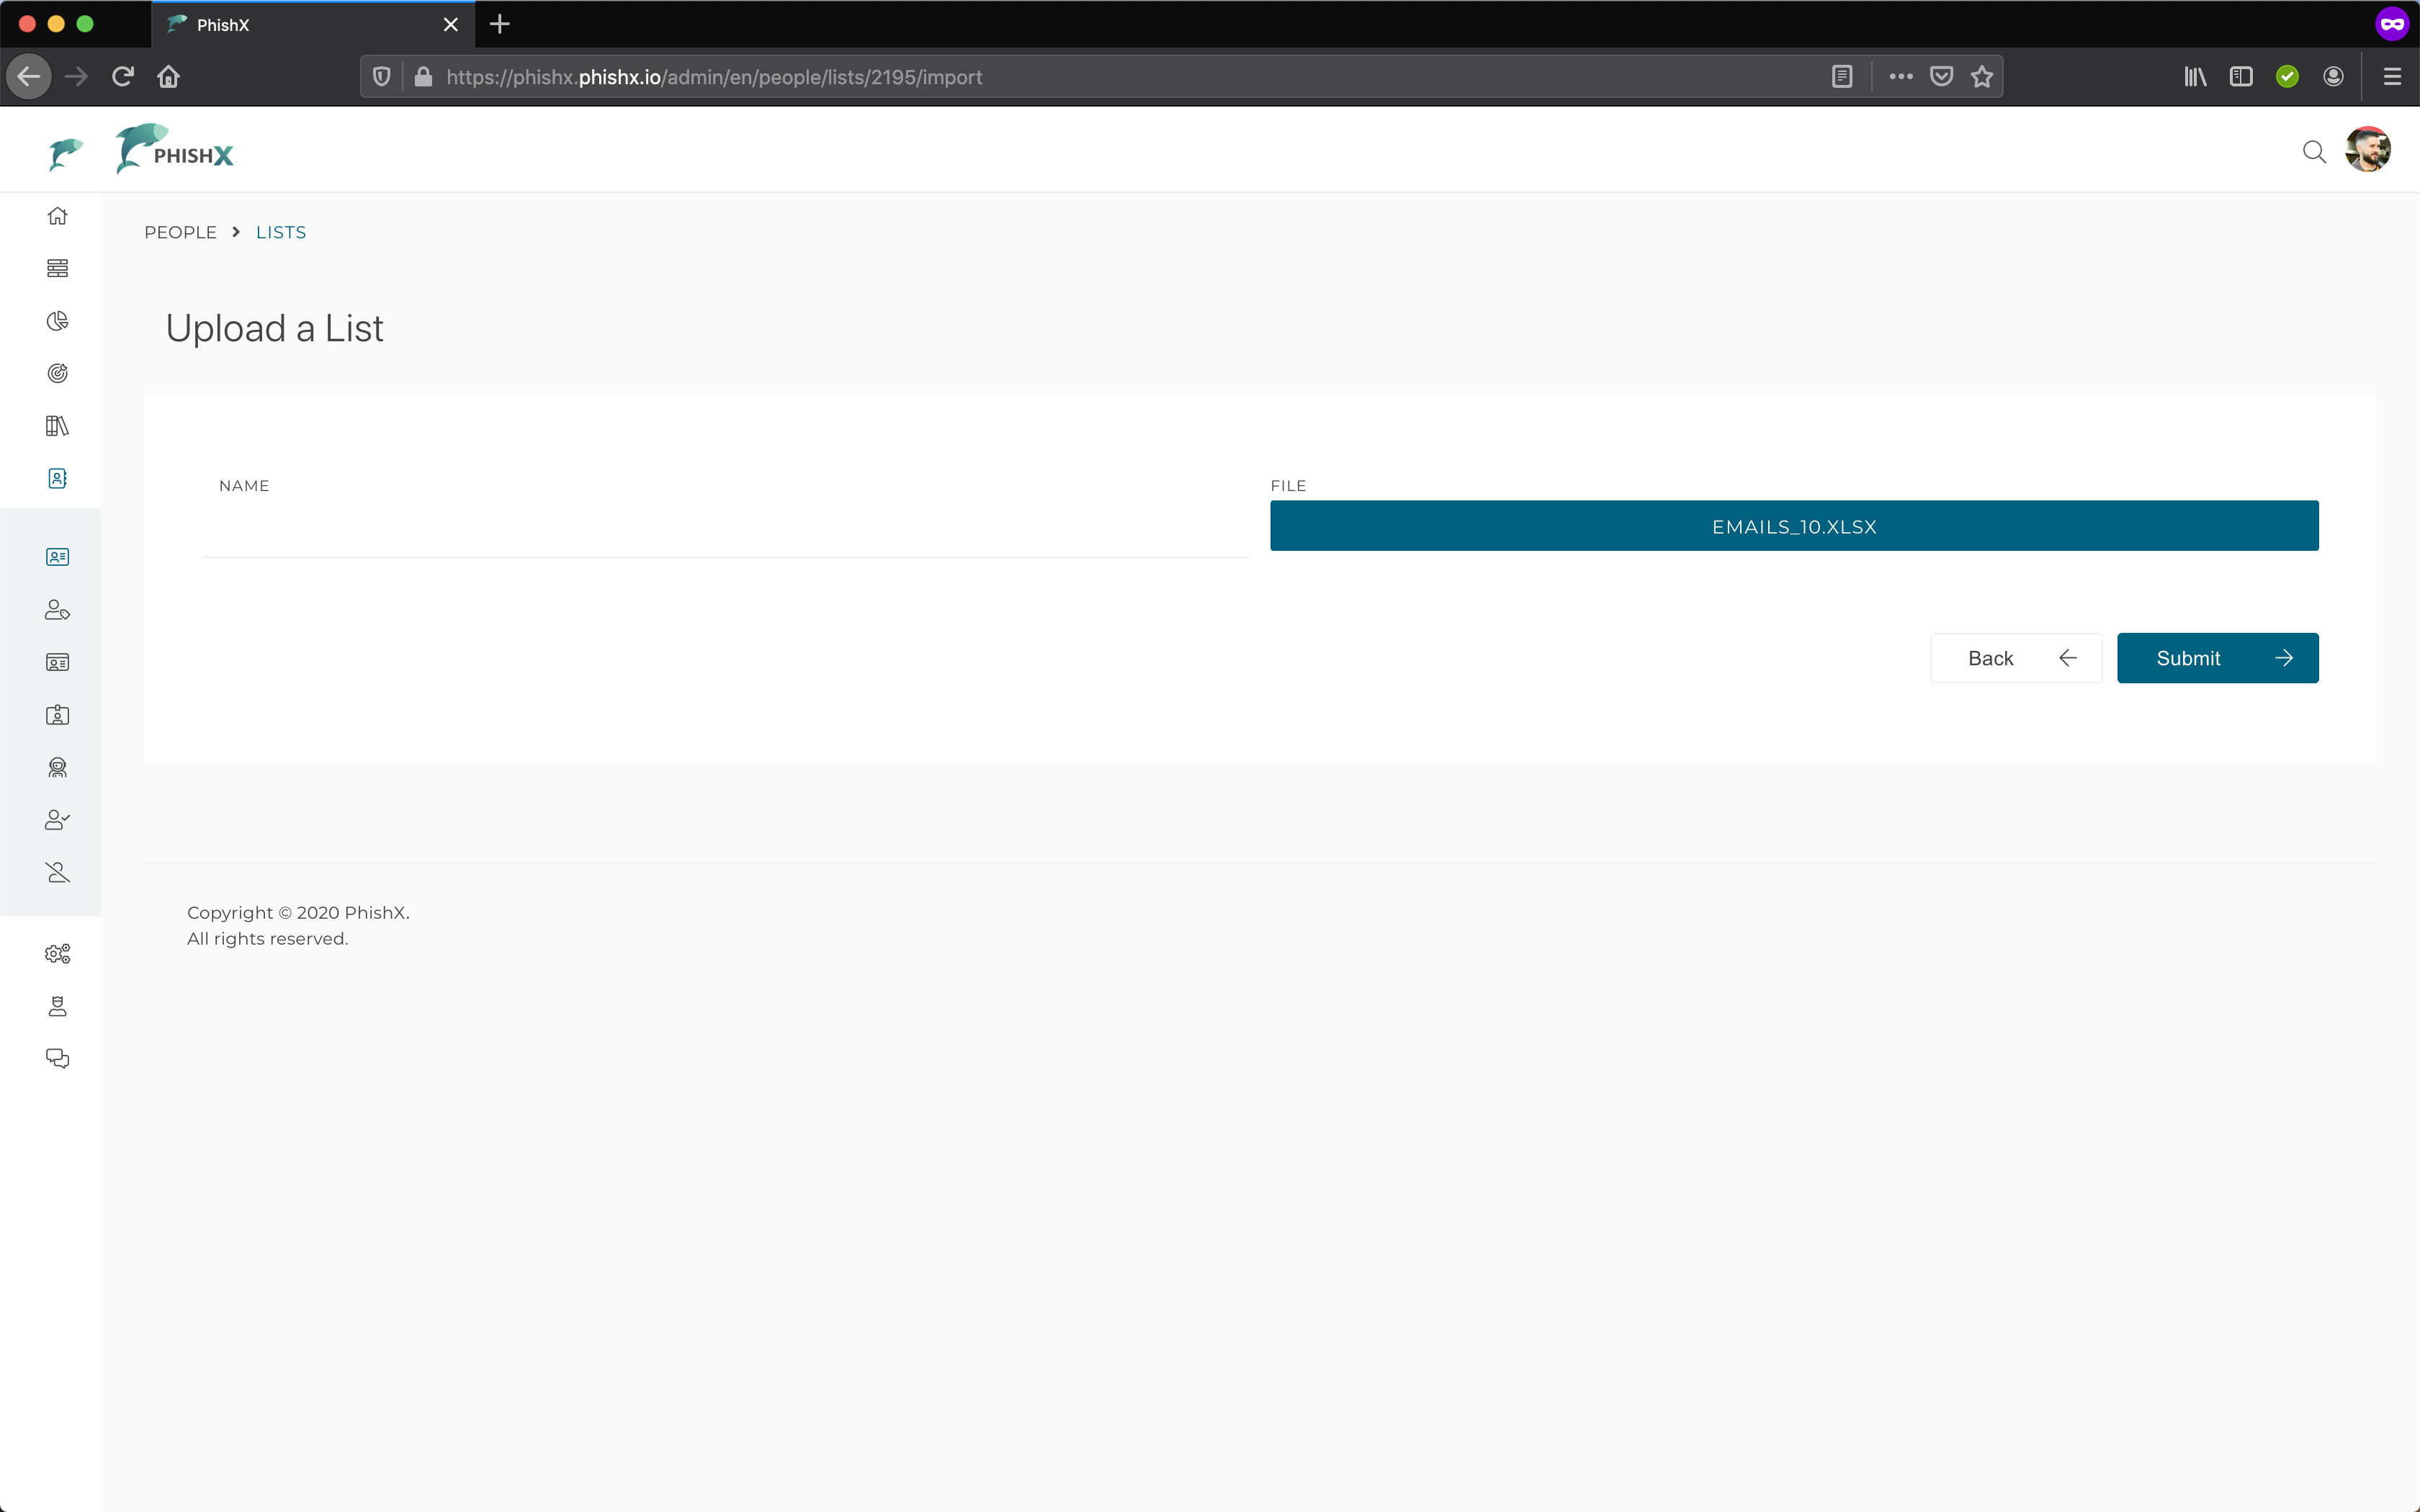 PhishX
https://phishx.phishx.io/admin/en/people/lists/2195/import
PHISHX
PEOPLE > LISTS
Upload a List
NAME
FILE
EMAILS_10.XLSX
Back
Submit
Copyright © 2020 PhishX.
All rights reserved.